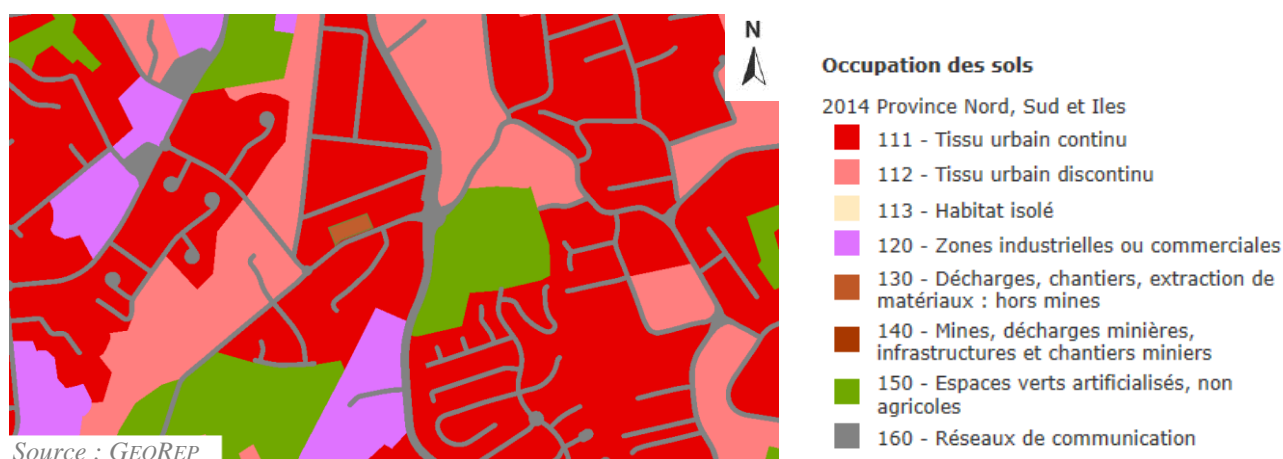 N
Occupation des sols
2014 Province Nord, Sud et Iles
111 - Tissu urbain continu
112 - Tissu urbain discontinu
113 - Habitat isolé
120 - Zones industrielles ou commerciales
130 - Décharges, chantiers, extraction de
matériaux : hors mines
140 - Mines, décharges minières,
infrastructures et chantiers miniers
150 - Espaces verts artificialisés, non
agricoles
160 - Réseaux de communication
Source : GEOREP